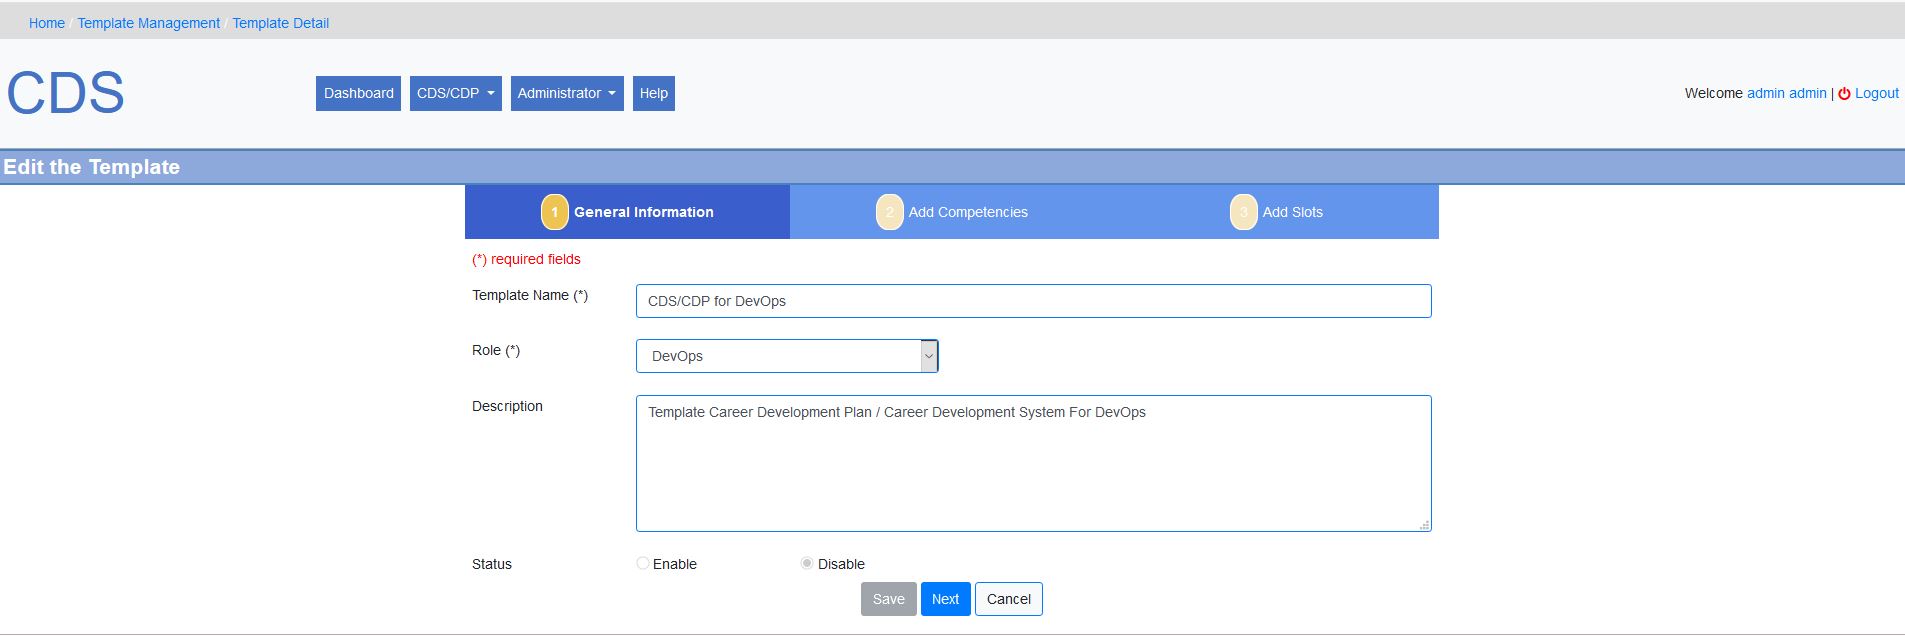 Home / Template Management / Template Detail
CDS
Dashboard CDS/CDP Administrator Help
Welcome admin admin | Logout
Edit the Template
1 General Information 2 Add Competencies 3 Add Slots
(*) required fields
Template Name (*) CDS/CDP for DevOps
Role (*) DevOps
Description Template Career Development Plan / Career Development System For DevOps
Status Enable Disable
Save Next Cancel